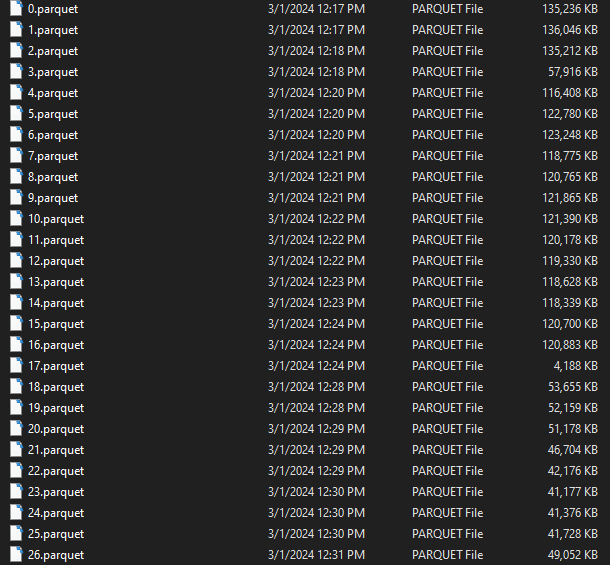 0.parquet 3/1/2024 12:17 PM PARQUET File 135,236 KB
1.parquet 3/1/2024 12:17 PM PARQUET File 136,046 KB
2.parquet 3/1/2024 12:18 PM PARQUET File 135,212 KB
3.parquet 3/1/2024 12:18 PM PARQUET File 57,916 KB
4.parquet 3/1/2024 12:20 PM PARQUET File 116,408 KB
5.parquet 3/1/2024 12:20 PM PARQUET File 122,780 KB
6.parquet 3/1/2024 12:20 PM PARQUET File 123,248 KB
7.parquet 3/1/2024 12:21 PM PARQUET File 118,775 KB
8.parquet 3/1/2024 12:21 PM PARQUET File 120,765 KB
9.parquet 3/1/2024 12:21 PM PARQUET File 121,865 KB
10.parquet 3/1/2024 12:22 PM PARQUET File 121,390 KB
11.parquet 3/1/2024 12:22 PM PARQUET File 120,178 KB
12.parquet 3/1/2024 12:22 PM PARQUET File 119,330 KB
13.parquet 3/1/2024 12:23 PM PARQUET File 118,628 KB
14.parquet 3/1/2024 12:23 PM PARQUET File 118,339 KB
15.parquet 3/1/2024 12:24 PM PARQUET File 120,700 KB
16.parquet 3/1/2024 12:24 PM PARQUET File 120,883 KB
17.parquet 3/1/2024 12:24 PM PARQUET File 4,188 KB
18.parquet 3/1/2024 12:28 PM PARQUET File 53,655 KB
19.parquet 3/1/2024 12:28 PM PARQUET File 52,159 KB
20.parquet 3/1/2024 12:29 PM PARQUET File 51,178 KB
21.parquet 3/1/2024 12:29 PM PARQUET File 46,704 KB
22.parquet 3/1/2024 12:29 PM PARQUET File 42,176 KB
23.parquet 3/1/2024 12:30 PM PARQUET File 41,177 KB
24.parquet 3/1/2024 12:30 PM PARQUET File 41,376 KB
25.parquet 3/1/2024 12:30 PM PARQUET File 41,728 KB
26.parquet 3/1/2024 12:31 PM PARQUET File 49,052 KB